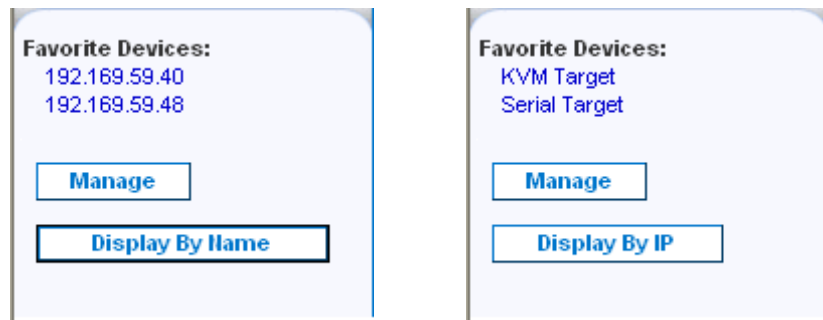 Favorite Devices:
192.169.59.40
192.169.59.48
Manage
Display By Name
Favorite Devices:
KVM Target
Serial Target
Manage
Display By IP